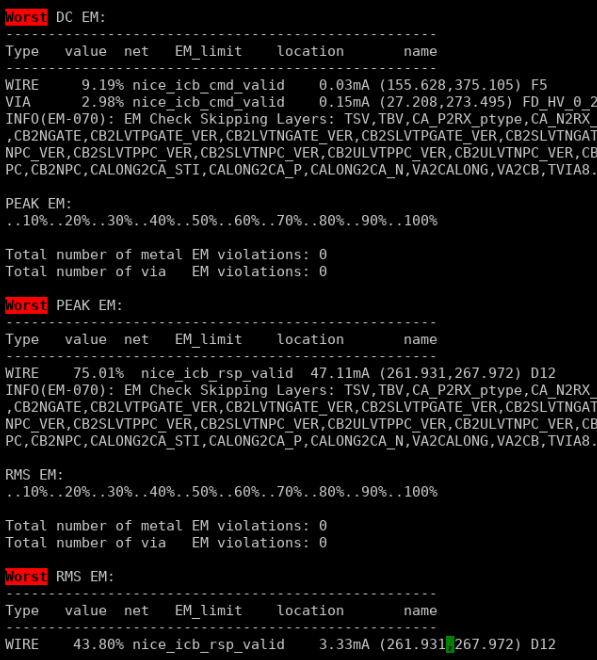 Worst DC EM:
---------------------------------------------------
Type   value  net   EM_limit    location       name
---------------------------------------------------
WIRE     9.19% nice_icb_cmd_valid    0.03mA (155.628,375.105) F5
VIA      2.98% nice_icb_cmd_valid    0.15mA (27.208,273.495) FD_HV_0_2
INFO(EM-070): EM Check Skipping Layers: TSV,TBV,CA_P2RX_ptype,CA_N2RX_
,CB2NGATE,CB2LVTPGATE_VER,CB2LVTNGATE_VER,CB2SLVTPGATE_VER,CB2SLVTNGAT
NPC_VER,CB2SLVTPPC_VER,CB2SLVTNPC_VER,CB2ULVTPPC_VER,CB2ULVTNPC_VER,CB
PC,CB2NPC,CALONG2CA_STI,CALONG2CA_P,CALONG2CA_N,VA2CALONG,VA2CB,TVIA8.
PEAK EM:
..10%..20%..30%..40%..50%..60%..70%..80%..90%..100%
Total number of metal EM violations: 0
Total number of via   EM violations: 0
Worst PEAK EM:
---------------------------------------------------
Type   value  net   EM_limit    location       name
---------------------------------------------------
WIRE    75.01%  nice_icb_rsp_valid  47.11mA (261.931,267.972) D12
INFO(EM-070): EM Check Skipping Layers: TSV,TBV,CA_P2RX_ptype,CA_N2RX_
,CB2NGATE,CB2LVTPGATE_VER,CB2LVTNGATE_VER,CB2SLVTPGATE_VER,CB2SLVTNGAT
NPC_VER,CB2SLVTPPC_VER,CB2SLVTNPC_VER,CB2ULVTPPC_VER,CB2ULVTNPC_VER,CB
PC,CB2NPC,CALONG2CA_STI,CALONG2CA_P,CALONG2CA_N,VA2CALONG,VA2CB,TVIA8.
RMS EM:
..10%..20%..30%..40%..50%..60%..70%..80%..90%..100%
Total number of metal EM violations: 0
Total number of via   EM violations: 0
Worst RMS EM:
---------------------------------------------------
Type   value  net   EM_limit    location       name
---------------------------------------------------
WIRE    43.80% nice_icb_rsp_valid    3.33mA (261.931,267.972) D12